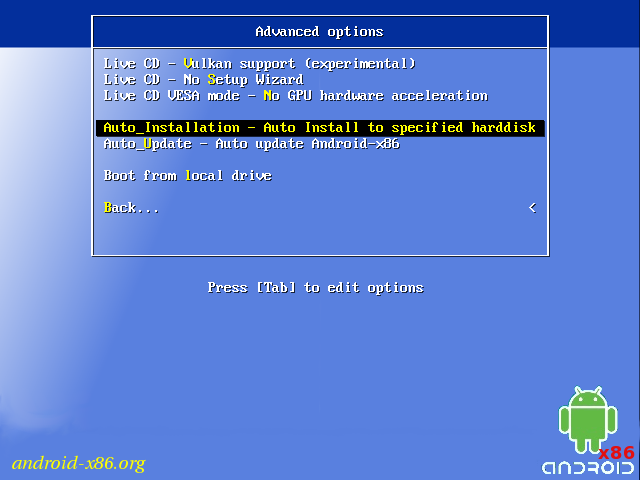 Advanced options
Live CD - Vulkan support (experimental)
Live CD - No Setup Wizard
Live CD VESA mode - No GPU hardware acceleration
Auto_Installation - Auto Install to specified harddisk
Auto_Update - Auto update Android-x86
Boot from local drive
Back... <
Press [Tab] to edit options
android-x86.org
x86
ANDROID